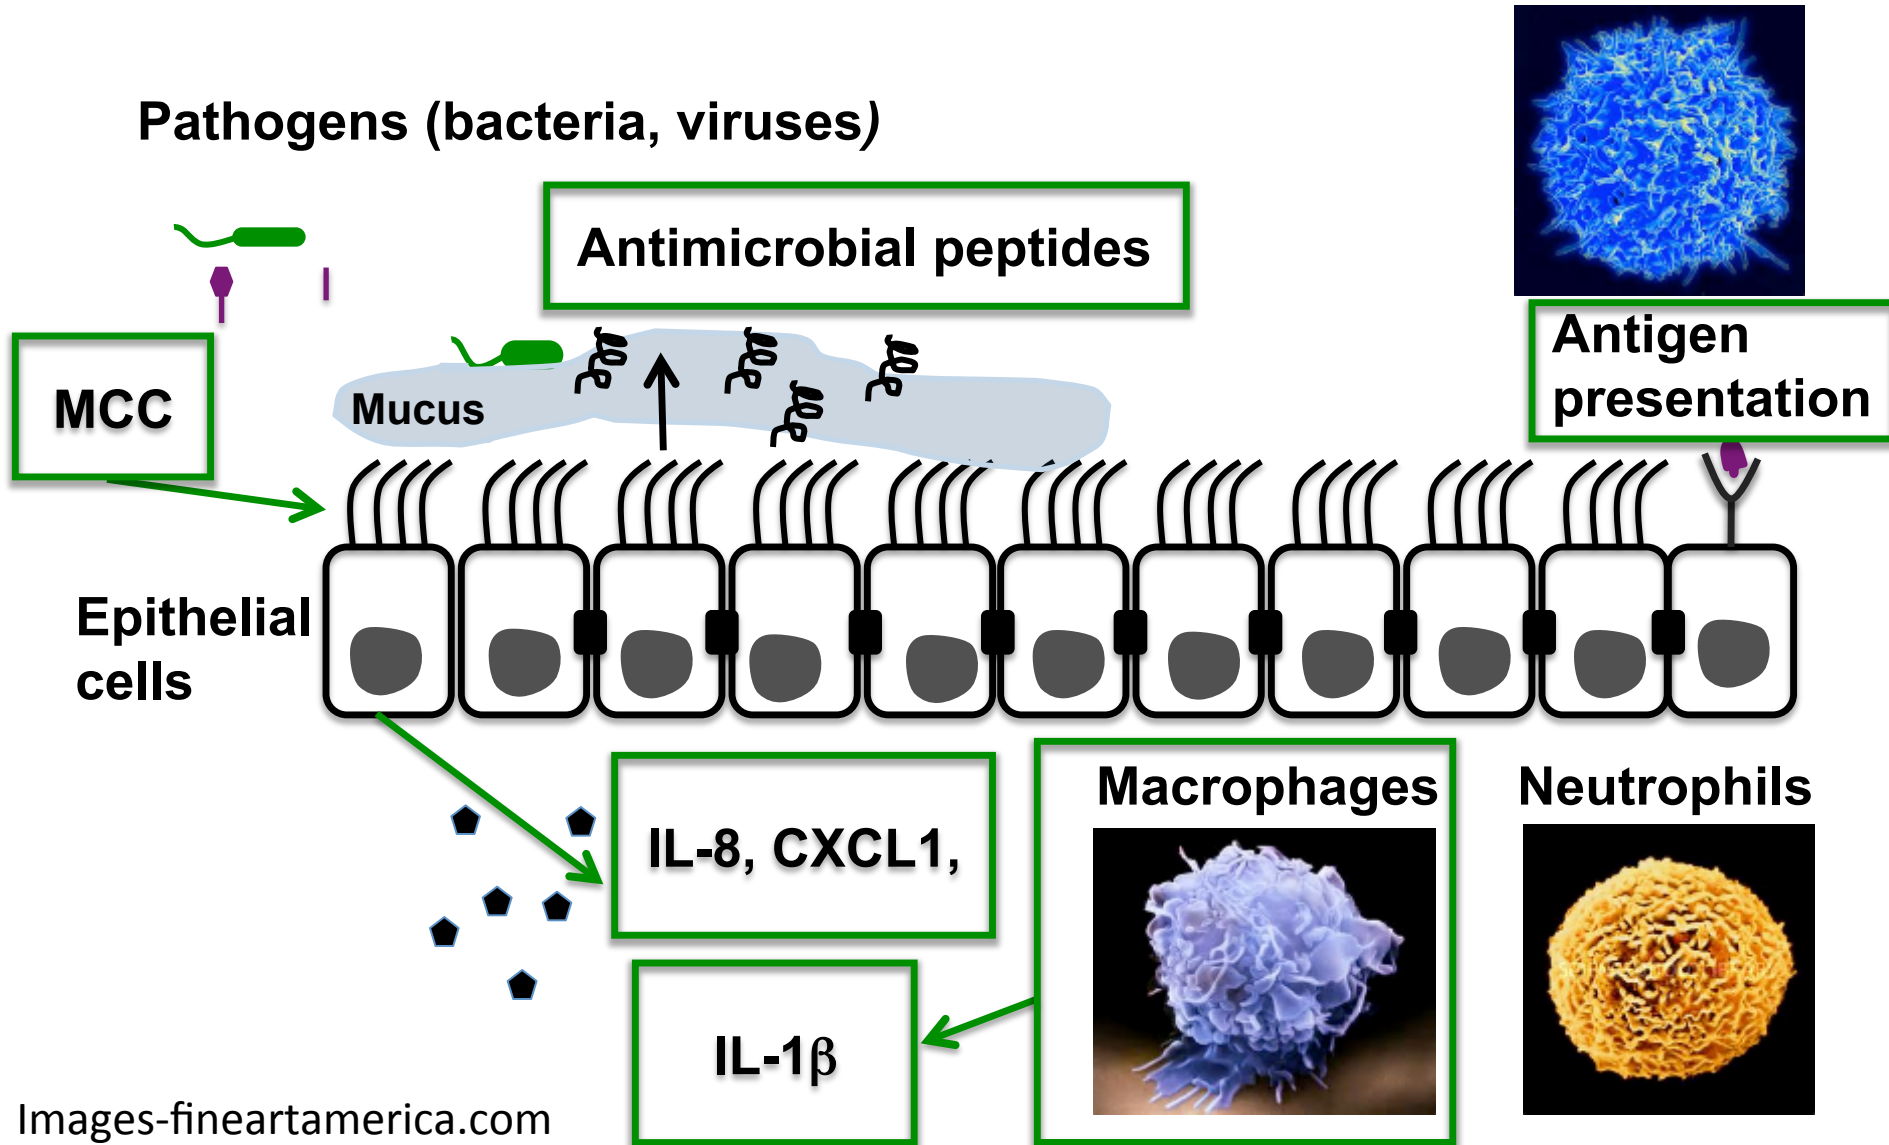 Pathogens (bacteria, viruses)
Antimicrobial peptides
Antigen
presentation
MCC
Mucus
Epithelial
cells
Macrophages
Neutrophils
IL-8, CXCL1,
IL-1β
Images-fineartamerica.com